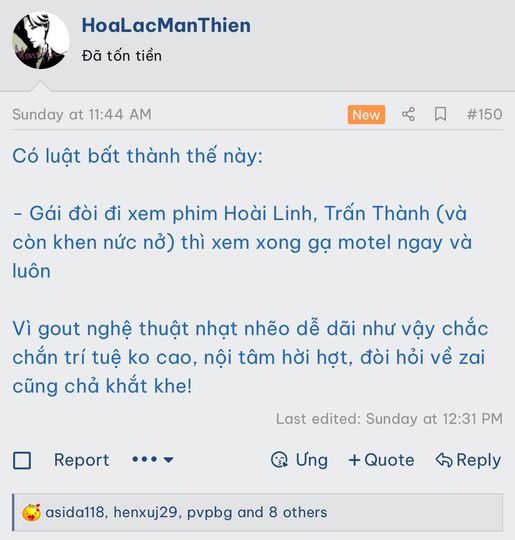 HoaLacManThien
Đã tốn tiền
Sunday at 11:44 AM New #150
Có luật bất thành thế này:
- Gái đòi đi xem phim Hoài Linh, Trấn Thành (và
còn khen nức nở) thì xem xong gạ motel ngay và
luôn
Vì gout nghệ thuật nhạt nhẽo dễ dãi như vậy chắc
chắn trí tuệ ko cao, nội tâm hời hợt, đòi hỏi về zai
cũng chả khắt khe!
Last edited: Sunday at 12:31 PM
Report ••• Ưng +Quote Reply
asida118, henxuj29, pvpbg and 8 others